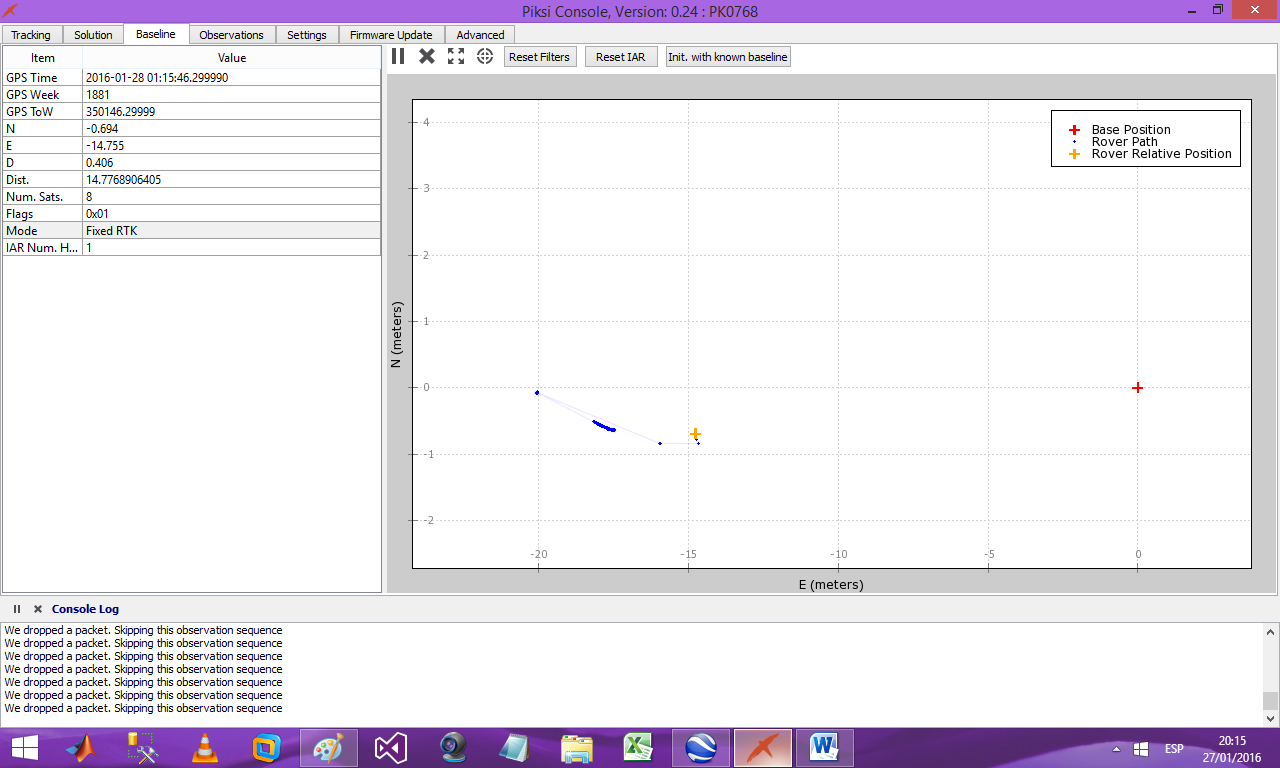 Piksi Console, Version: 0.24 : PK0768
Tracking Solution Baseline Observations Settings Firmware Update Advanced
Item Value
GPS Time 2016-01-28 01:15:46.299990
GPS Week 1881
GPS ToW 350146.29999
N -0.694
E -14.755
D 0.406
Dist. 14.7768906405
Num. Sats. 8
Flags 0x01
Mode Fixed RTK
IAR Num. H... 1
Reset Filters Reset IAR Init. with known baseline
Base Position
Rover Path
Rover Relative Position
4
3
2
1
0
-1
-2
N (meters)
-20 -15 -10 -5 0
E (meters)
Console Log
We dropped a packet. Skipping this observation sequence
We dropped a packet. Skipping this observation sequence
We dropped a packet. Skipping this observation sequence
We dropped a packet. Skipping this observation sequence
We dropped a packet. Skipping this observation sequence
We dropped a packet. Skipping this observation sequence
We dropped a packet. Skipping this observation sequence
ESP
20:15
27/01/2016